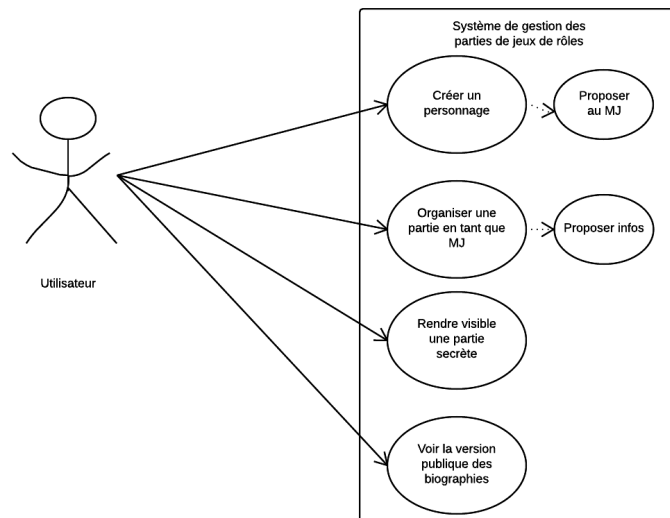 Système de gestion des
parties de jeux de rôles
Créer un
personnage
Proposer
au MJ
Organiser une
partie en tant que
MJ
Proposer infos
Utilisateur
Rendre visible
une partie
secrète
Voir la version
publique des
biographies